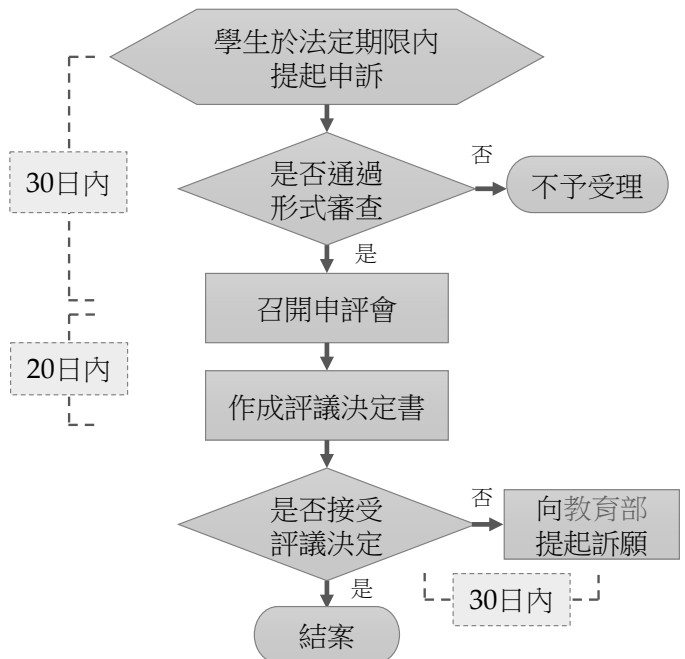 學生於法定期限內
提起申訴
30日內
是否通過
形式審查
否
不予受理
是
召開申評會
20日內
作成評議決定書
是否接受
評議決定
否
向教育部
提起訴願
30日內
是
結案